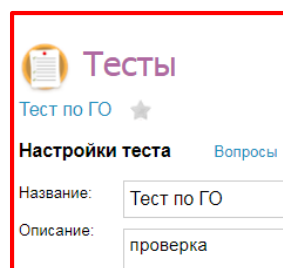 Тесты
Тест по ГО
Настройки теста Вопросы
Название: Тест по ГО
Описание: проверка